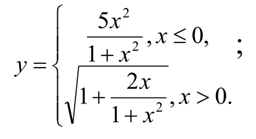 y = { 5x²/(1+x²), x ≤ 0,
√(1+2x/(1+x²)), x > 0. ;